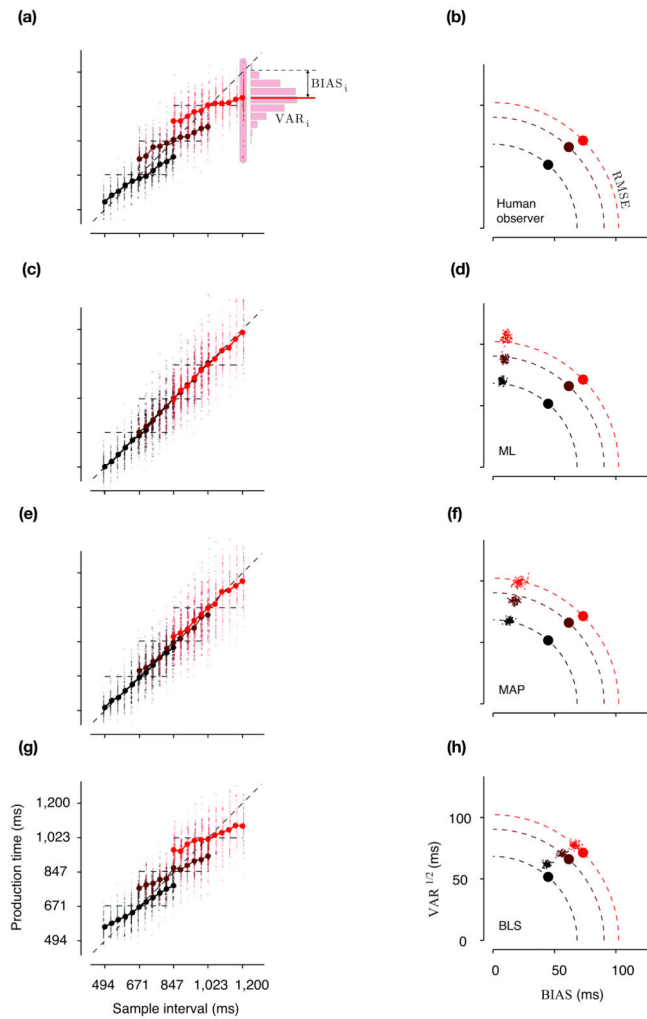 (a)
BIASᵢ
VARᵢ
(b)
RMSE
Human
observer
(c)
(d)
ML
(e)
(f)
MAP
(g)
Production time (ms)
1,200
1,023
847
671
494
494 671 847 1,023 1,200
Sample interval (ms)
(h)
VAR 1/2 (ms)
100
50
0
BLS
0 50 100
BIAS (ms)